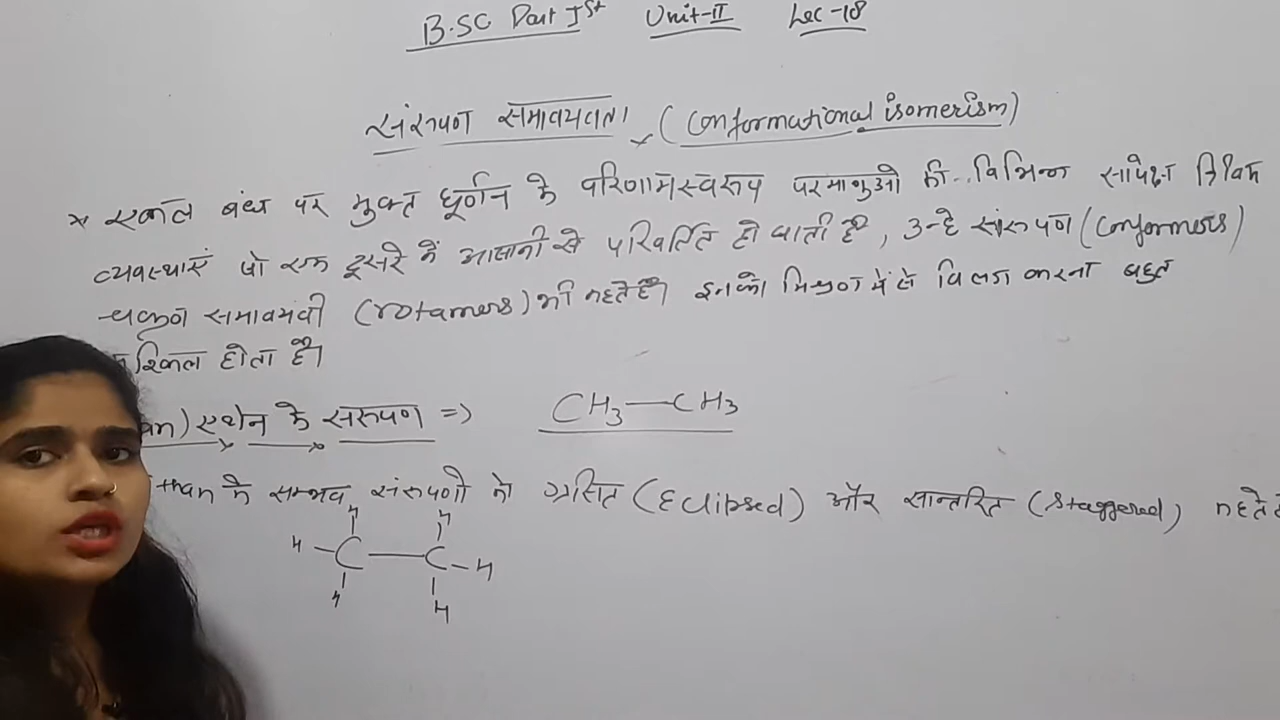 B.SC Part Ist Unit-II Lec-18
संरूपण समावयवता (Conformational isomerism)
* एकल बंध पर मुक्त घूर्णन के परिणामस्वरूप परमाणुओ की विभिन्न सापेक्ष त्रिविम
व्यवस्थाएं जो एक दूसरे में आसानी से परिवर्तित हो जाती है, उन्हे संरूपण (Conformers)
समावयवी (rotamers) भी कहते है। इनको मिश्रण में से विलग करना बहुत
श्किल होता है।
an) एथेन के संरूपण => CH3—CH3
than के सम्भव संरूपणो को ग्रसित (Eclipsed) और सान्तरित (Staggered) कहते
H H
H – C — C – H
H H